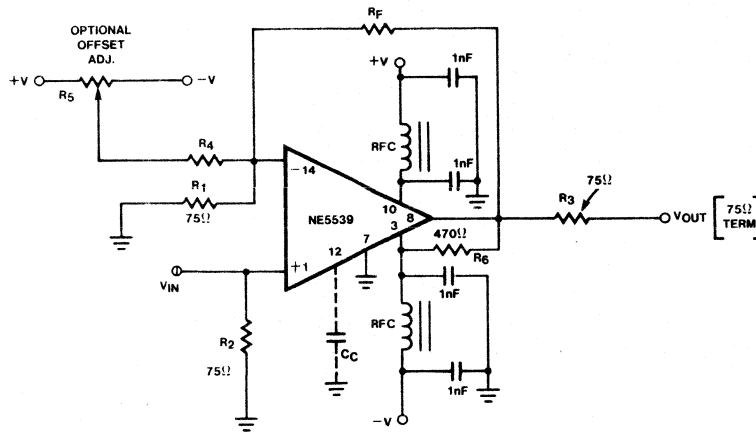 OPTIONAL
OFFSET
ADJ.
+V
R5
-V
RF
+V
1nF
RFC
1nF
R4
R1
75Ω
-14
NE5539
10
8
3
12
7
+1
VIN
R2
75Ω
CC
470Ω
R6
1nF
RFC
1nF
-V
R3
75Ω
VOUT
75Ω
TERM